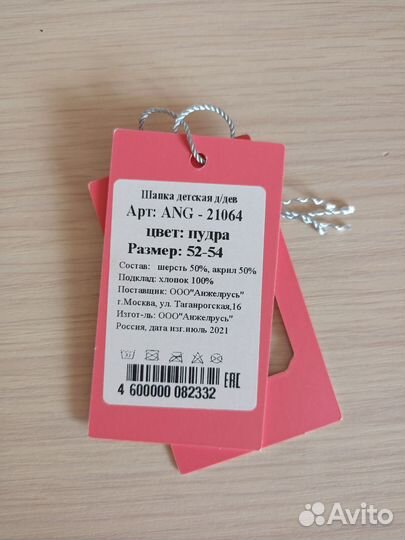 Шапка детская д/дев
Арт: ANG - 21064
цвет: пудра
Размер: 52-54
Состав: шерсть 50%, акрил 50%
Подклад: хлопок 100%
Поставщик: ООО"Анжелрусь"
г.Москва, ул. Таганрогская,16
Изгот-ль: ООО"Анжелрусь"
Россия, дата изг.июль 2021
4 600000 082332
EAC
Avito